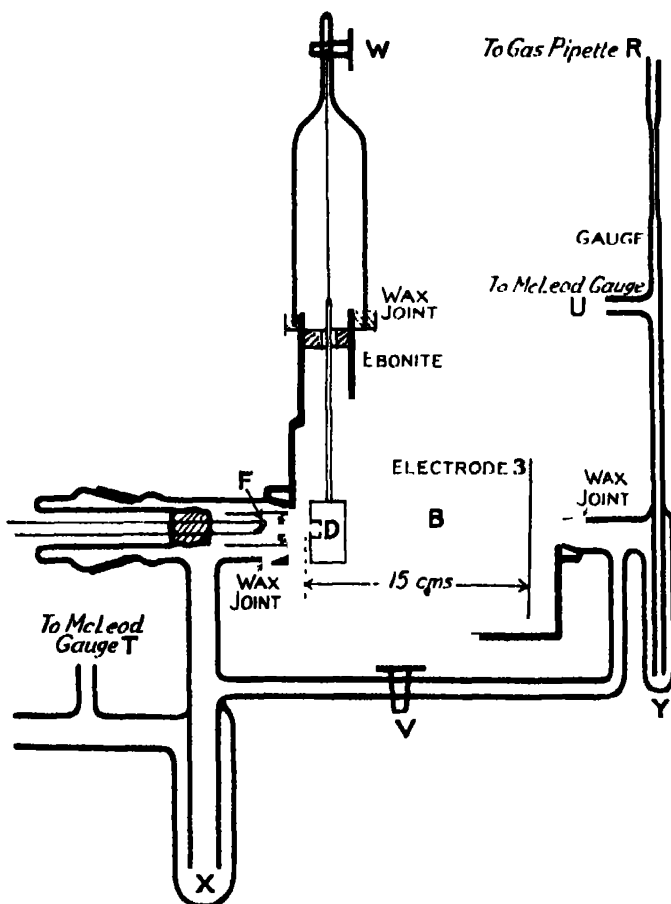 W
To Gas Pipette R
GAUGE
To McLeod Gauge
U
WAX
JOINT
EBONITE
ELECTRODE 3
WAX
JOINT
F
D
B
15 cms
WAX
JOINT
To McLeod
Gauge T
V
Y
X